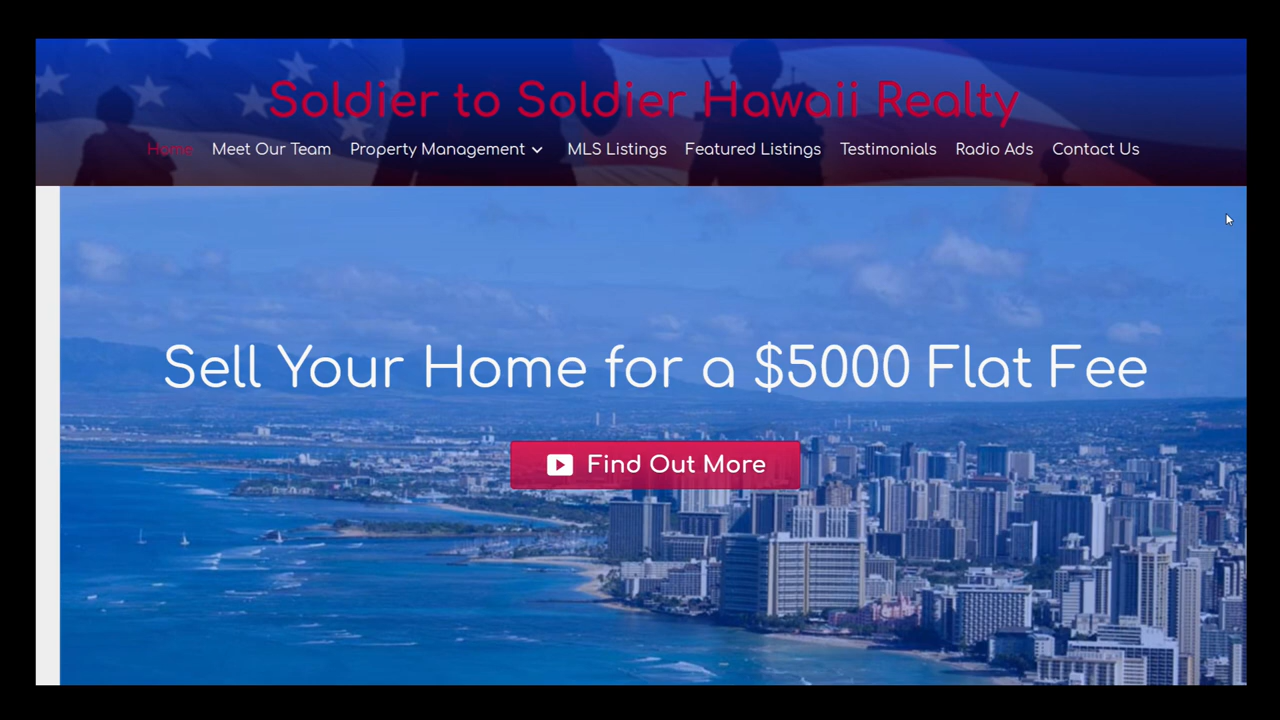 Soldier to Soldier Hawaii Realty
Home Meet Our Team Property Management MLS Listings Featured Listings Testimonials Radio Ads Contact Us
Sell Your Home for a $5000 Flat Fee
Find Out More